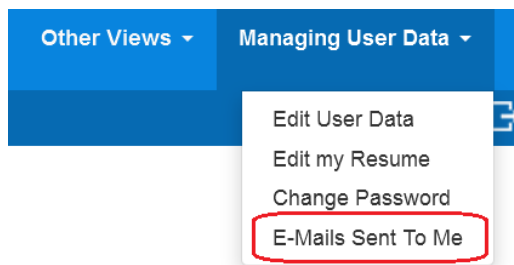 Other Views Managing User Data
Edit User Data
Edit my Resume
Change Password
E-Mails Sent To Me